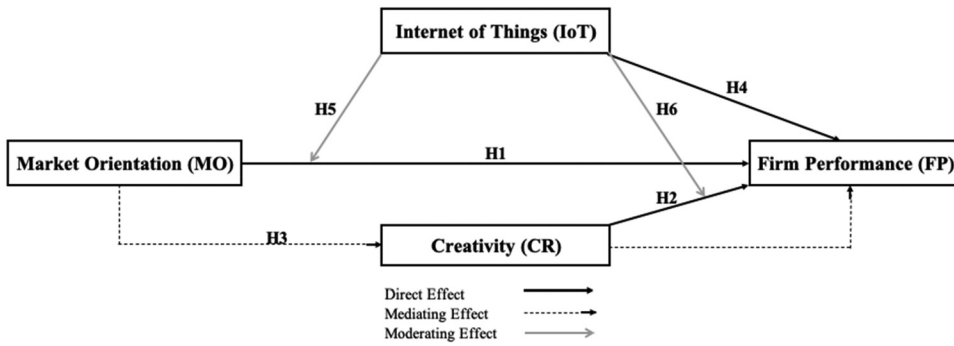 Internet of Things (IoT)
H4
H5
H6
Market Orientation (MO)
H1
Firm Performance (FP)
H2
H3
Creativity (CR)
Direct Effect
Mediating Effect
Moderating Effect